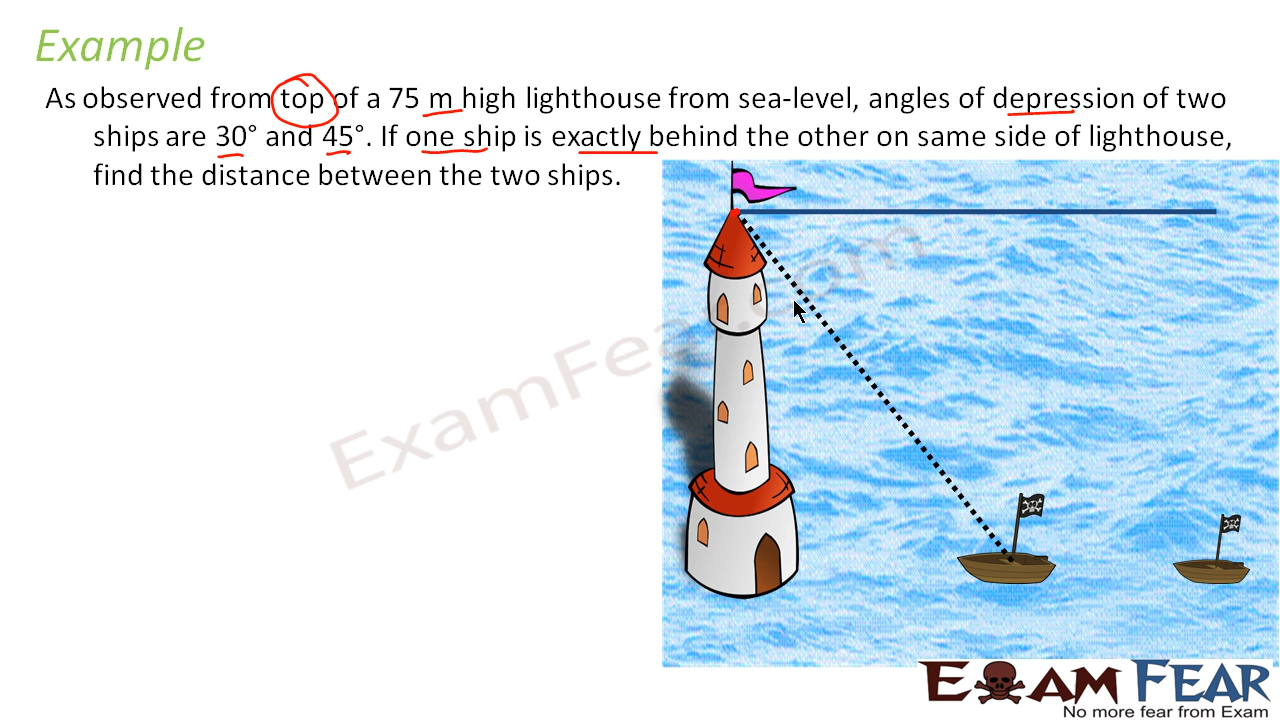 Example
As observed from top of a 75 m high lighthouse from sea-level, angles of depression of two
ships are 30° and 45°. If one ship is exactly behind the other on same side of lighthouse,
find the distance between the two ships.
ExamFear.com
EXAM FEAR
No more fear from Exam